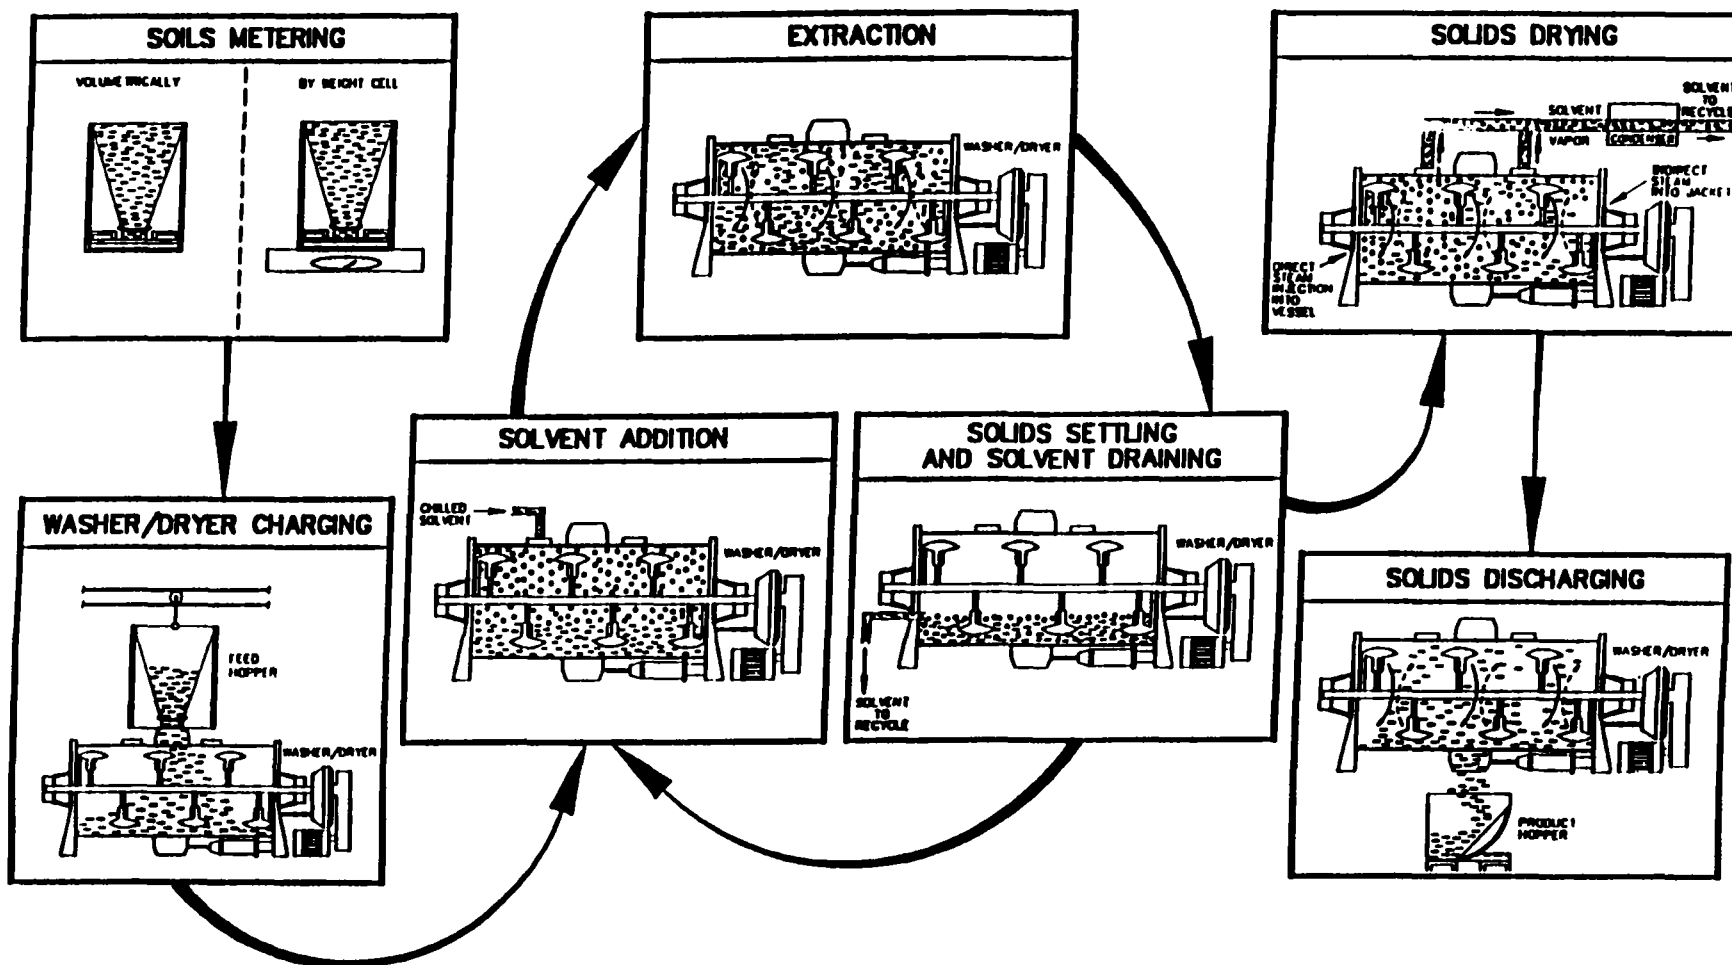 SOILS METERING
VOLUMETRICALLY
BY WEIGHT CELL
EXTRACTION
WASHER/DRYER
SOLIDS DRYING
SOLVENT
TO
RECYCLE
SOLVENT
VAPOR
CONDENSER
INDIRECT
STEAM
INTO JACKET
DIRECT
STEAM
INJECTION
INTO
VESSEL
WASHER/DRYER CHARGING
FEED
HOPPER
WASHER/DRYER
SOLVENT ADDITION
CHILLED
SOLVENT
WASHER/DRYER
SOLIDS SETTLING
AND SOLVENT DRAINING
WASHER/DRYER
SOLVENT
TO
RECYCLE
SOLIDS DISCHARGING
WASHER/DRYER
PRODUCT
HOPPER